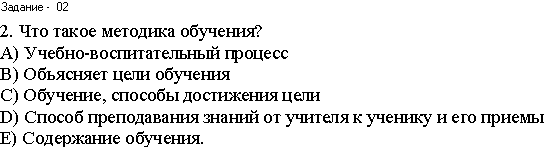 Задание - 02
2. Что такое методика обучения?
A) Учебно-воспитательный процесс
B) Обьясняет цели обучения
C) Обучение, способы достижения цели
D) Способ преподавания знаний от учителя к ученику и его приемы
E) Содержание обучения.